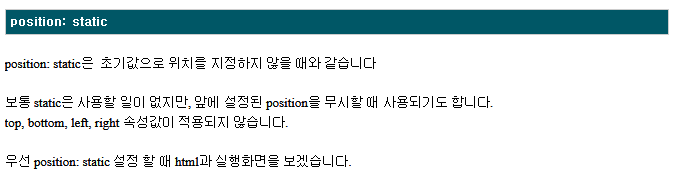 position: static
position: static은 초기값으로 위치를 지정하지 않을 때와 같습니다
보통 static은 사용할 일이 없지만, 앞에 설정된 position을 무시할 때 사용되기도 합니다.
top, bottom, left, right 속성값이 적용되지 않습니다.
우선 position: static 설정 할 때 html과 실행화면을 보겠습니다.